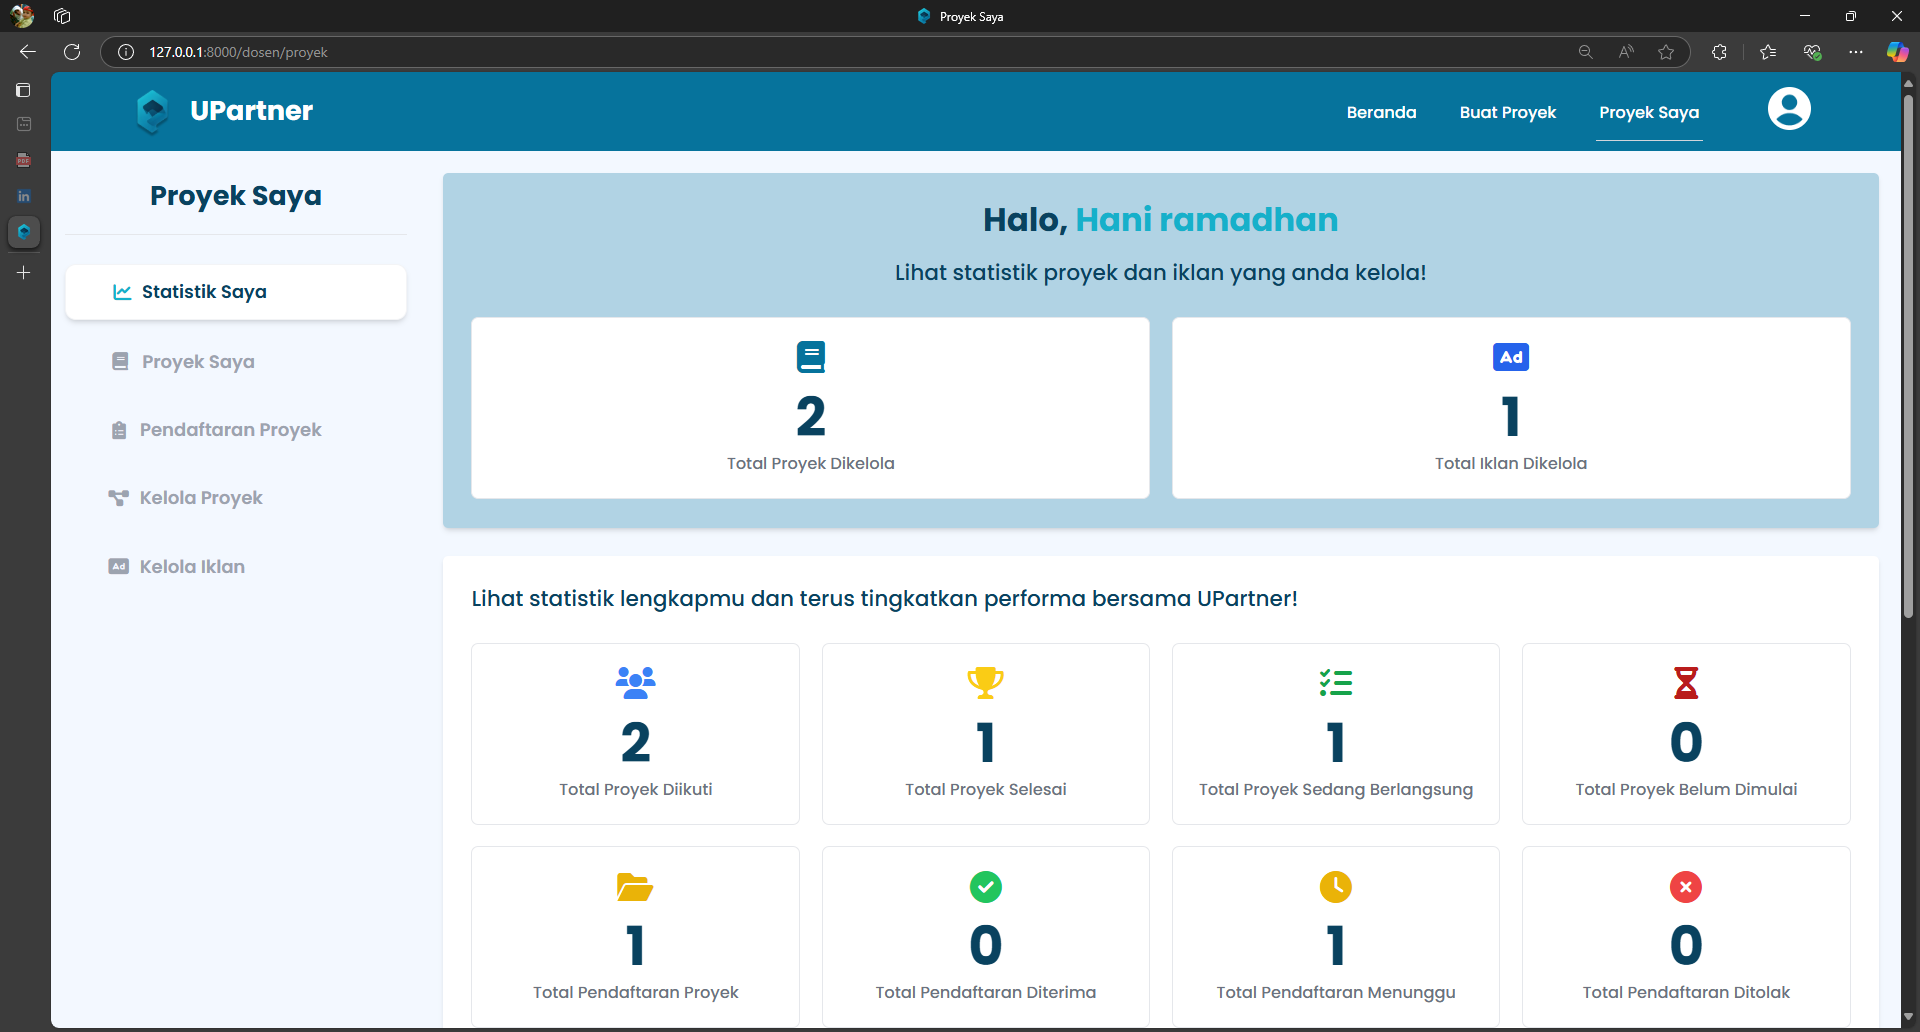 Proyek Saya
127.0.0.1:8000/dosen/proyek
UPartner
Beranda
Buat Proyek
Proyek Saya
Proyek Saya
Statistik Saya
Proyek Saya
Pendaftaran Proyek
Kelola Proyek
Ad Kelola Iklan
Halo, Hani ramadhan
Lihat statistik proyek dan iklan yang anda kelola!
2
Total Proyek Dikelola
Ad
1
Total Iklan Dikelola
Lihat statistik lengkapmu dan terus tingkatkan performa bersama UPartner!
2
Total Proyek Diikuti
1
Total Proyek Selesai
1
Total Proyek Sedang Berlangsung
0
Total Proyek Belum Dimulai
1
Total Pendaftaran Proyek
0
Total Pendaftaran Diterima
1
Total Pendaftaran Menunggu
0
Total Pendaftaran Ditolak
PDF
in